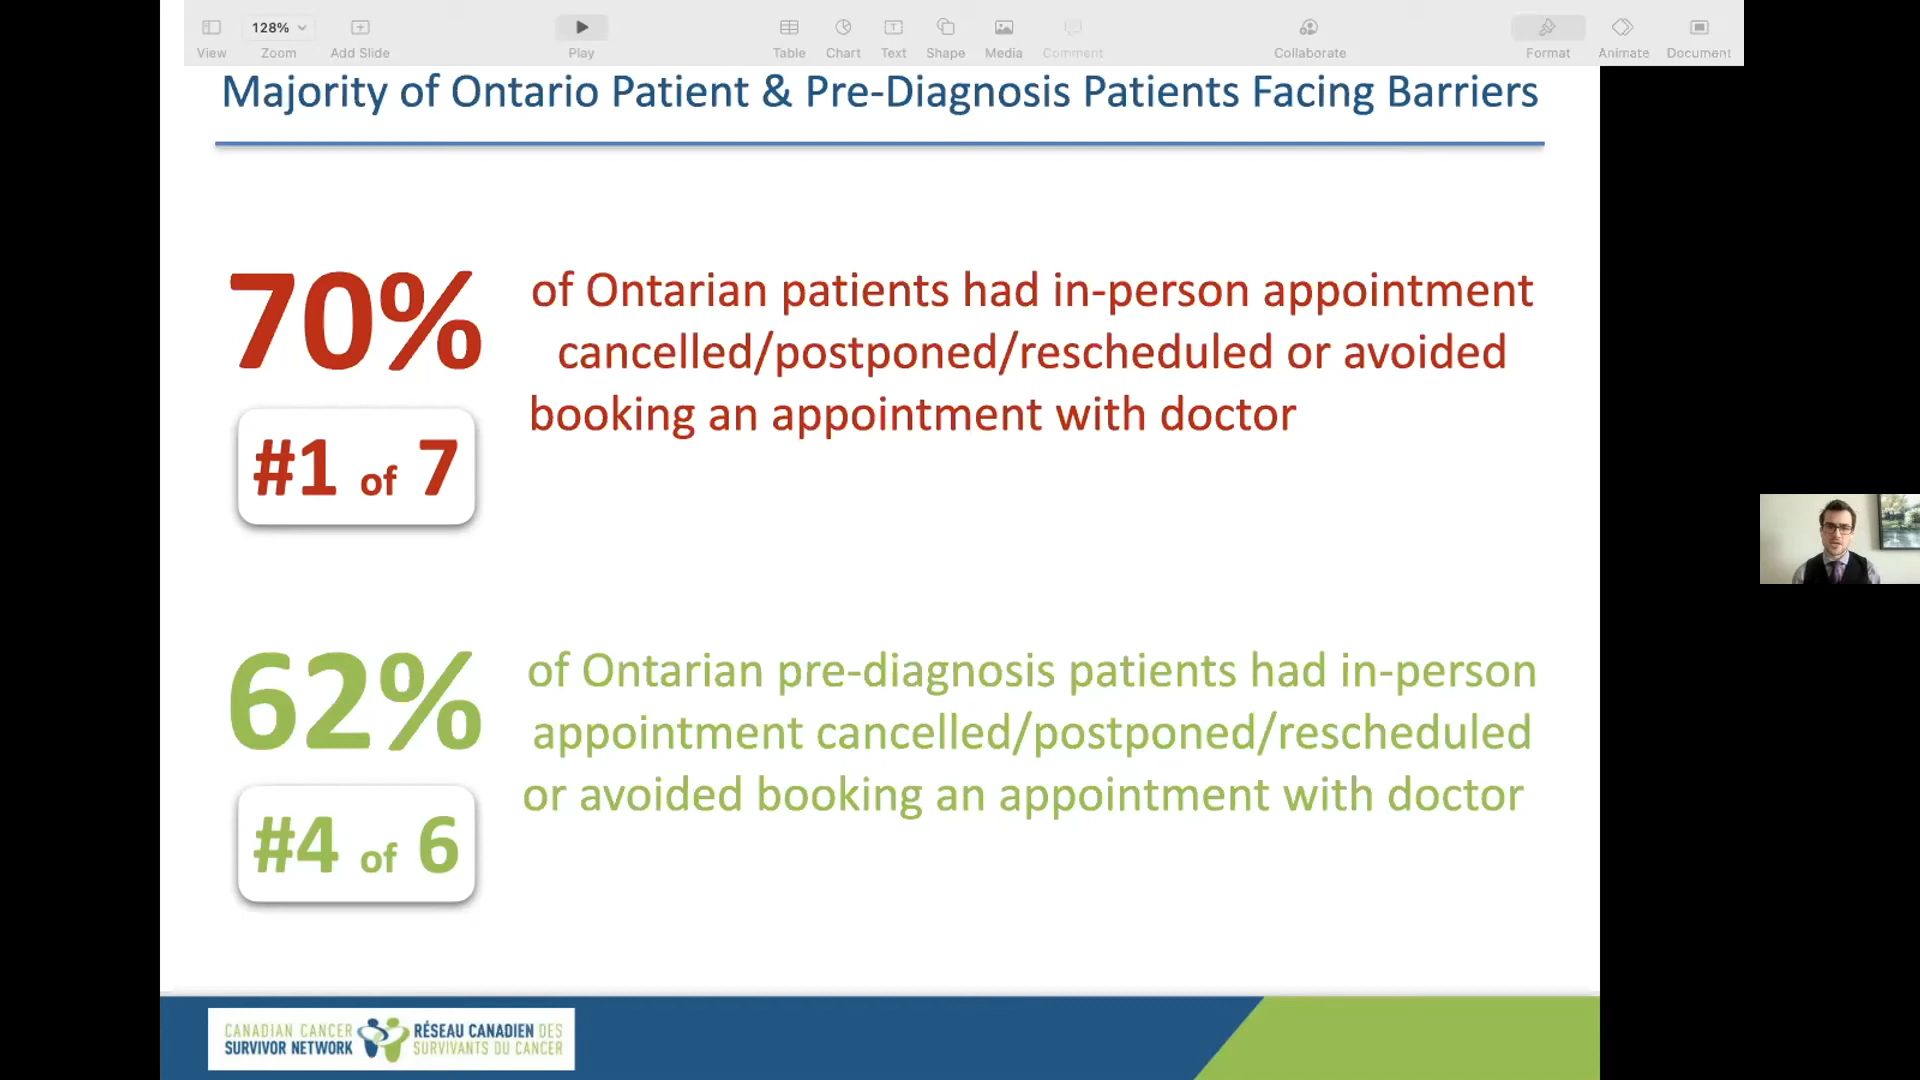 128%
View
Zoom
Add Slide
Play
Table
Chart
Text
Shape
Media
Comment
Collaborate
Format
Animate
Document
Majority of Ontario Patient & Pre-Diagnosis Patients Facing Barriers
70%
of Ontarian patients had in-person appointment
cancelled/postponed/rescheduled or avoided
booking an appointment with doctor
#1 of 7
62%
of Ontarian pre-diagnosis patients had in-person
appointment cancelled/postponed/rescheduled
or avoided booking an appointment with doctor
#4 of 6
CANADIAN CANCER
SURVIVOR NETWORK
RÉSEAU CANADIEN DES
SURVIVANTS DU CANCER